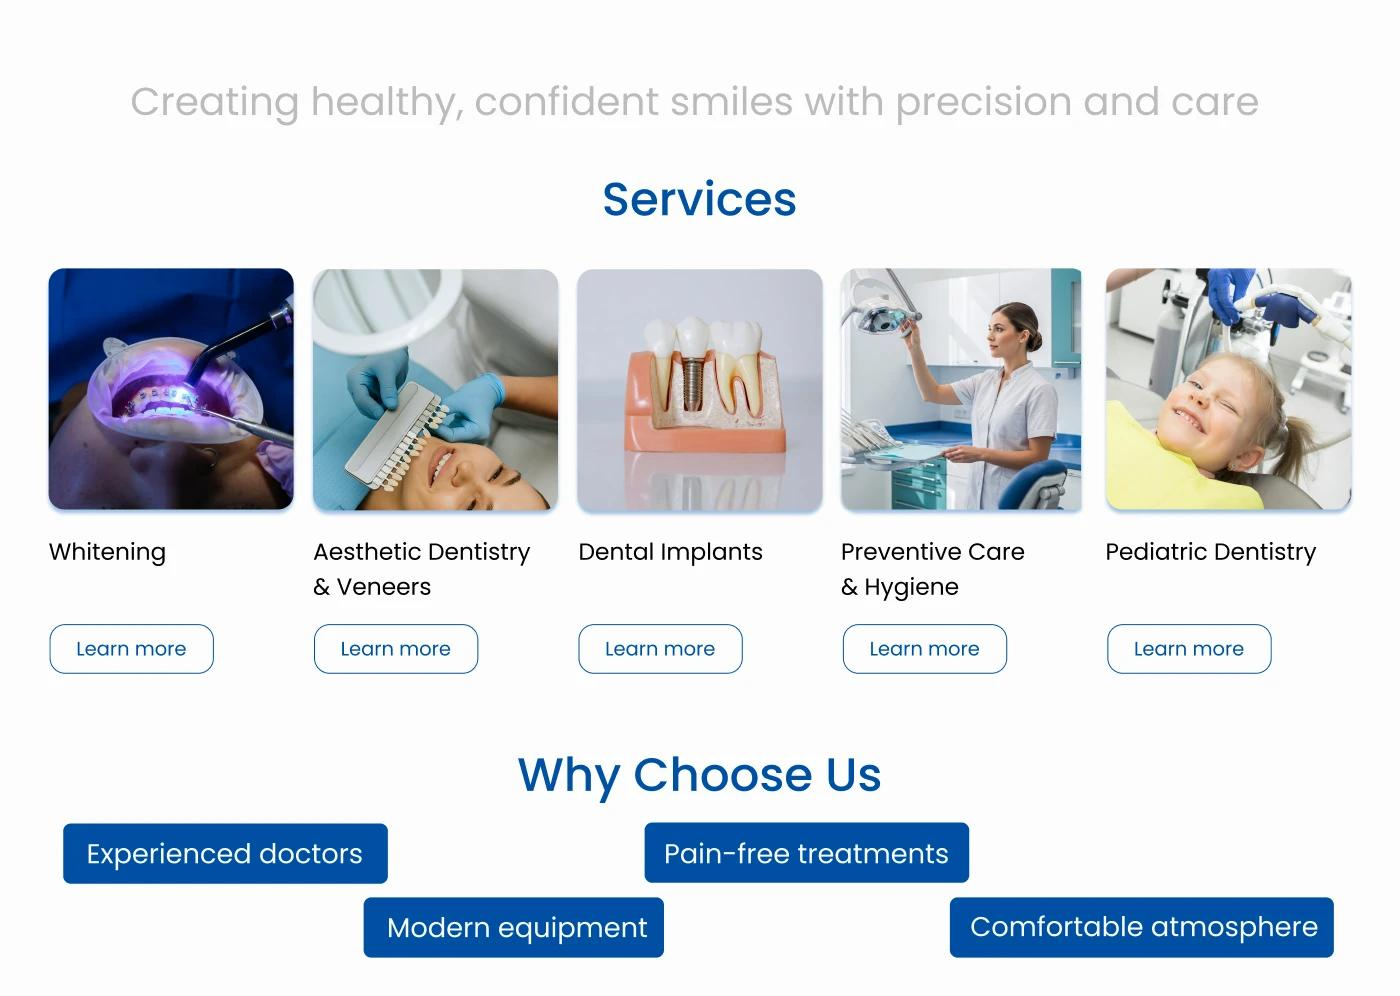 Creating healthy, confident smiles with precision and care
Services
Whitening
Aesthetic Dentistry
& Veneers
Dental Implants
Preventive Care
& Hygiene
Pediatric Dentistry
Learn more
Learn more
Learn more
Learn more
Learn more
Why Choose Us
Experienced doctors
Pain-free treatments
Modern equipment
Comfortable atmosphere